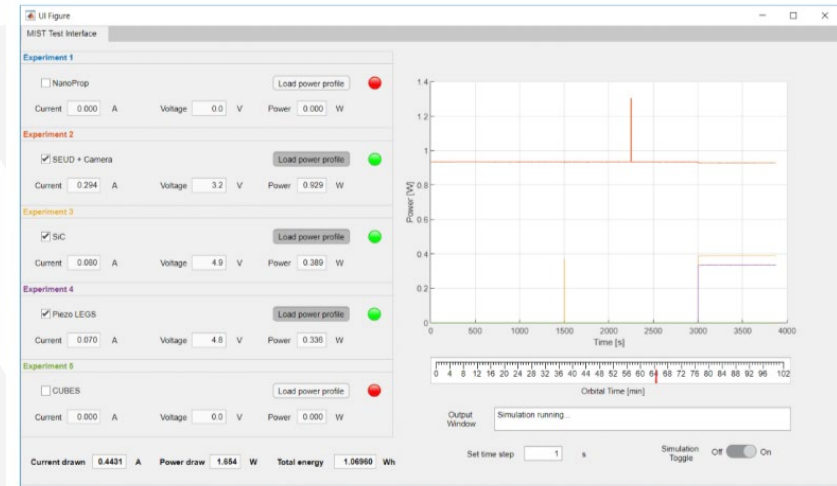 UI Figure
MIST Test Interface
Experiment 1
NanoProp Load power profile
Current 0.000 A Voltage 0.0 V Power 0.000 W
Experiment 2
SEUD + Camera Load power profile
Current 0.294 A Voltage 3.2 V Power 0.929 W
Experiment 3
SiC Load power profile
Current 0.080 A Voltage 4.9 V Power 0.389 W
Experiment 4
Piezo LEGS Load power profile
Current 0.070 A Voltage 4.8 V Power 0.336 W
Experiment 5
CUBES Load power profile
Current 0.000 A Voltage 0.0 V Power 0.000 W
Current drawn 0.4431 A Power draw 1.654 W Total energy 1.06960 Wh
1.4
1.2
1
0.8
0.6
0.4
0.2
0
Power [W]
0 500 1000 1500 2000 2500 3000 3500 4000
Time [s]
0 4 8 12 16 20 24 28 32 36 40 44 48 52 56 60 64 68 72 76 80 84 88 92 96 102
Orbital Time [min]
Output Window Simulation running...
Set time step 1 s Simulation Toggle Off On